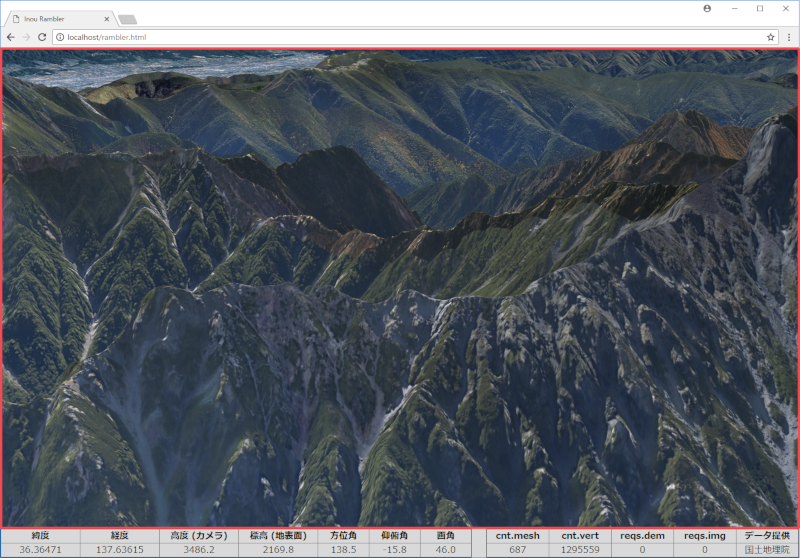 Inou Rambler
localhost/rambler.html
緯度 経度 高度 (カメラ) 標高 (地表面) 方位角 仰俯角 画角 cnt.mesh cnt.vert reqs.dem reqs.img データ提供
36.36471 137.63615 3486.2 2169.8 138.5 -15.8 46.0 687 1295559 0 0 国土地理院